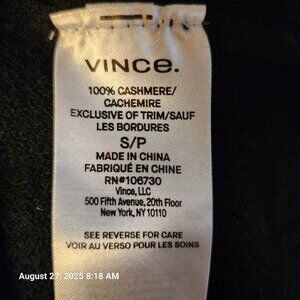 VINCE.
100% CASHMERE/
CACHEMIRE
EXCLUSIVE OF TRIM/SAUF
LES BORDURES
S/P
MADE IN CHINA
FABRIQUÉ EN CHINE
RN#106730
Vince, LLC
500 Fifth Avenue, 20th Floor
New York, NY 10110
SEE REVERSE FOR CARE
VOIR AU VERSO POUR LES SOINS
August 27, 2025 8:18 AM